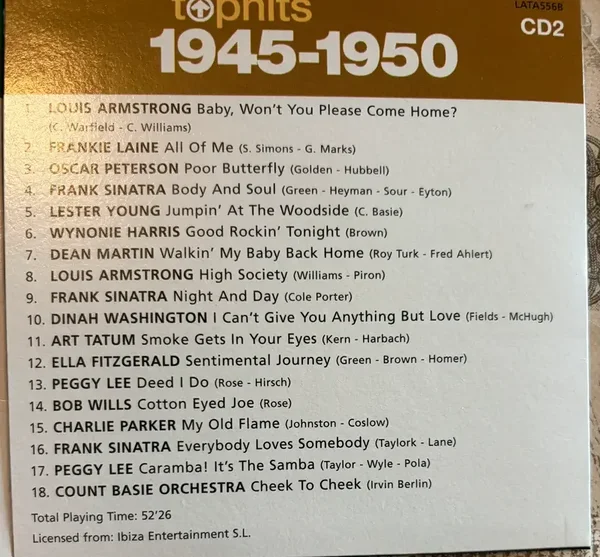 tophits
LATA556B
CD2
1945-1950
1. LOUIS ARMSTRONG Baby, Won't You Please Come Home?
(C. Warfield - C. Williams)
2. FRANKIE LAINE All Of Me (S. Simons - G. Marks)
3. OSCAR PETERSON Poor Butterfly (Golden - Hubbell)
4. FRANK SINATRA Body And Soul (Green - Heyman - Sour - Eyton)
5. LESTER YOUNG Jumpin' At The Woodside (C. Basie)
6. WYNONIE HARRIS Good Rockin' Tonight (Brown)
7. DEAN MARTIN Walkin' My Baby Back Home (Roy Turk - Fred Ahlert)
8. LOUIS ARMSTRONG High Society (Williams - Piron)
9. FRANK SINATRA Night And Day (Cole Porter)
10. DINAH WASHINGTON I Can't Give You Anything But Love (Fields - McHugh)
11. ART TATUM Smoke Gets In Your Eyes (Kern - Harbach)
12. ELLA FITZGERALD Sentimental Journey (Green - Brown - Homer)
13. PEGGY LEE Deed I Do (Rose - Hirsch)
14. BOB WILLS Cotton Eyed Joe (Rose)
15. CHARLIE PARKER My Old Flame (Johnston - Coslow)
16. FRANK SINATRA Everybody Loves Somebody (Taylork - Lane)
17. PEGGY LEE Caramba! It's The Samba (Taylor - Wyle - Pola)
18. COUNT BASIE ORCHESTRA Cheek To Cheek (Irvin Berlin)
Total Playing Time: 52'26
Licensed from: Ibiza Entertainment S.L.